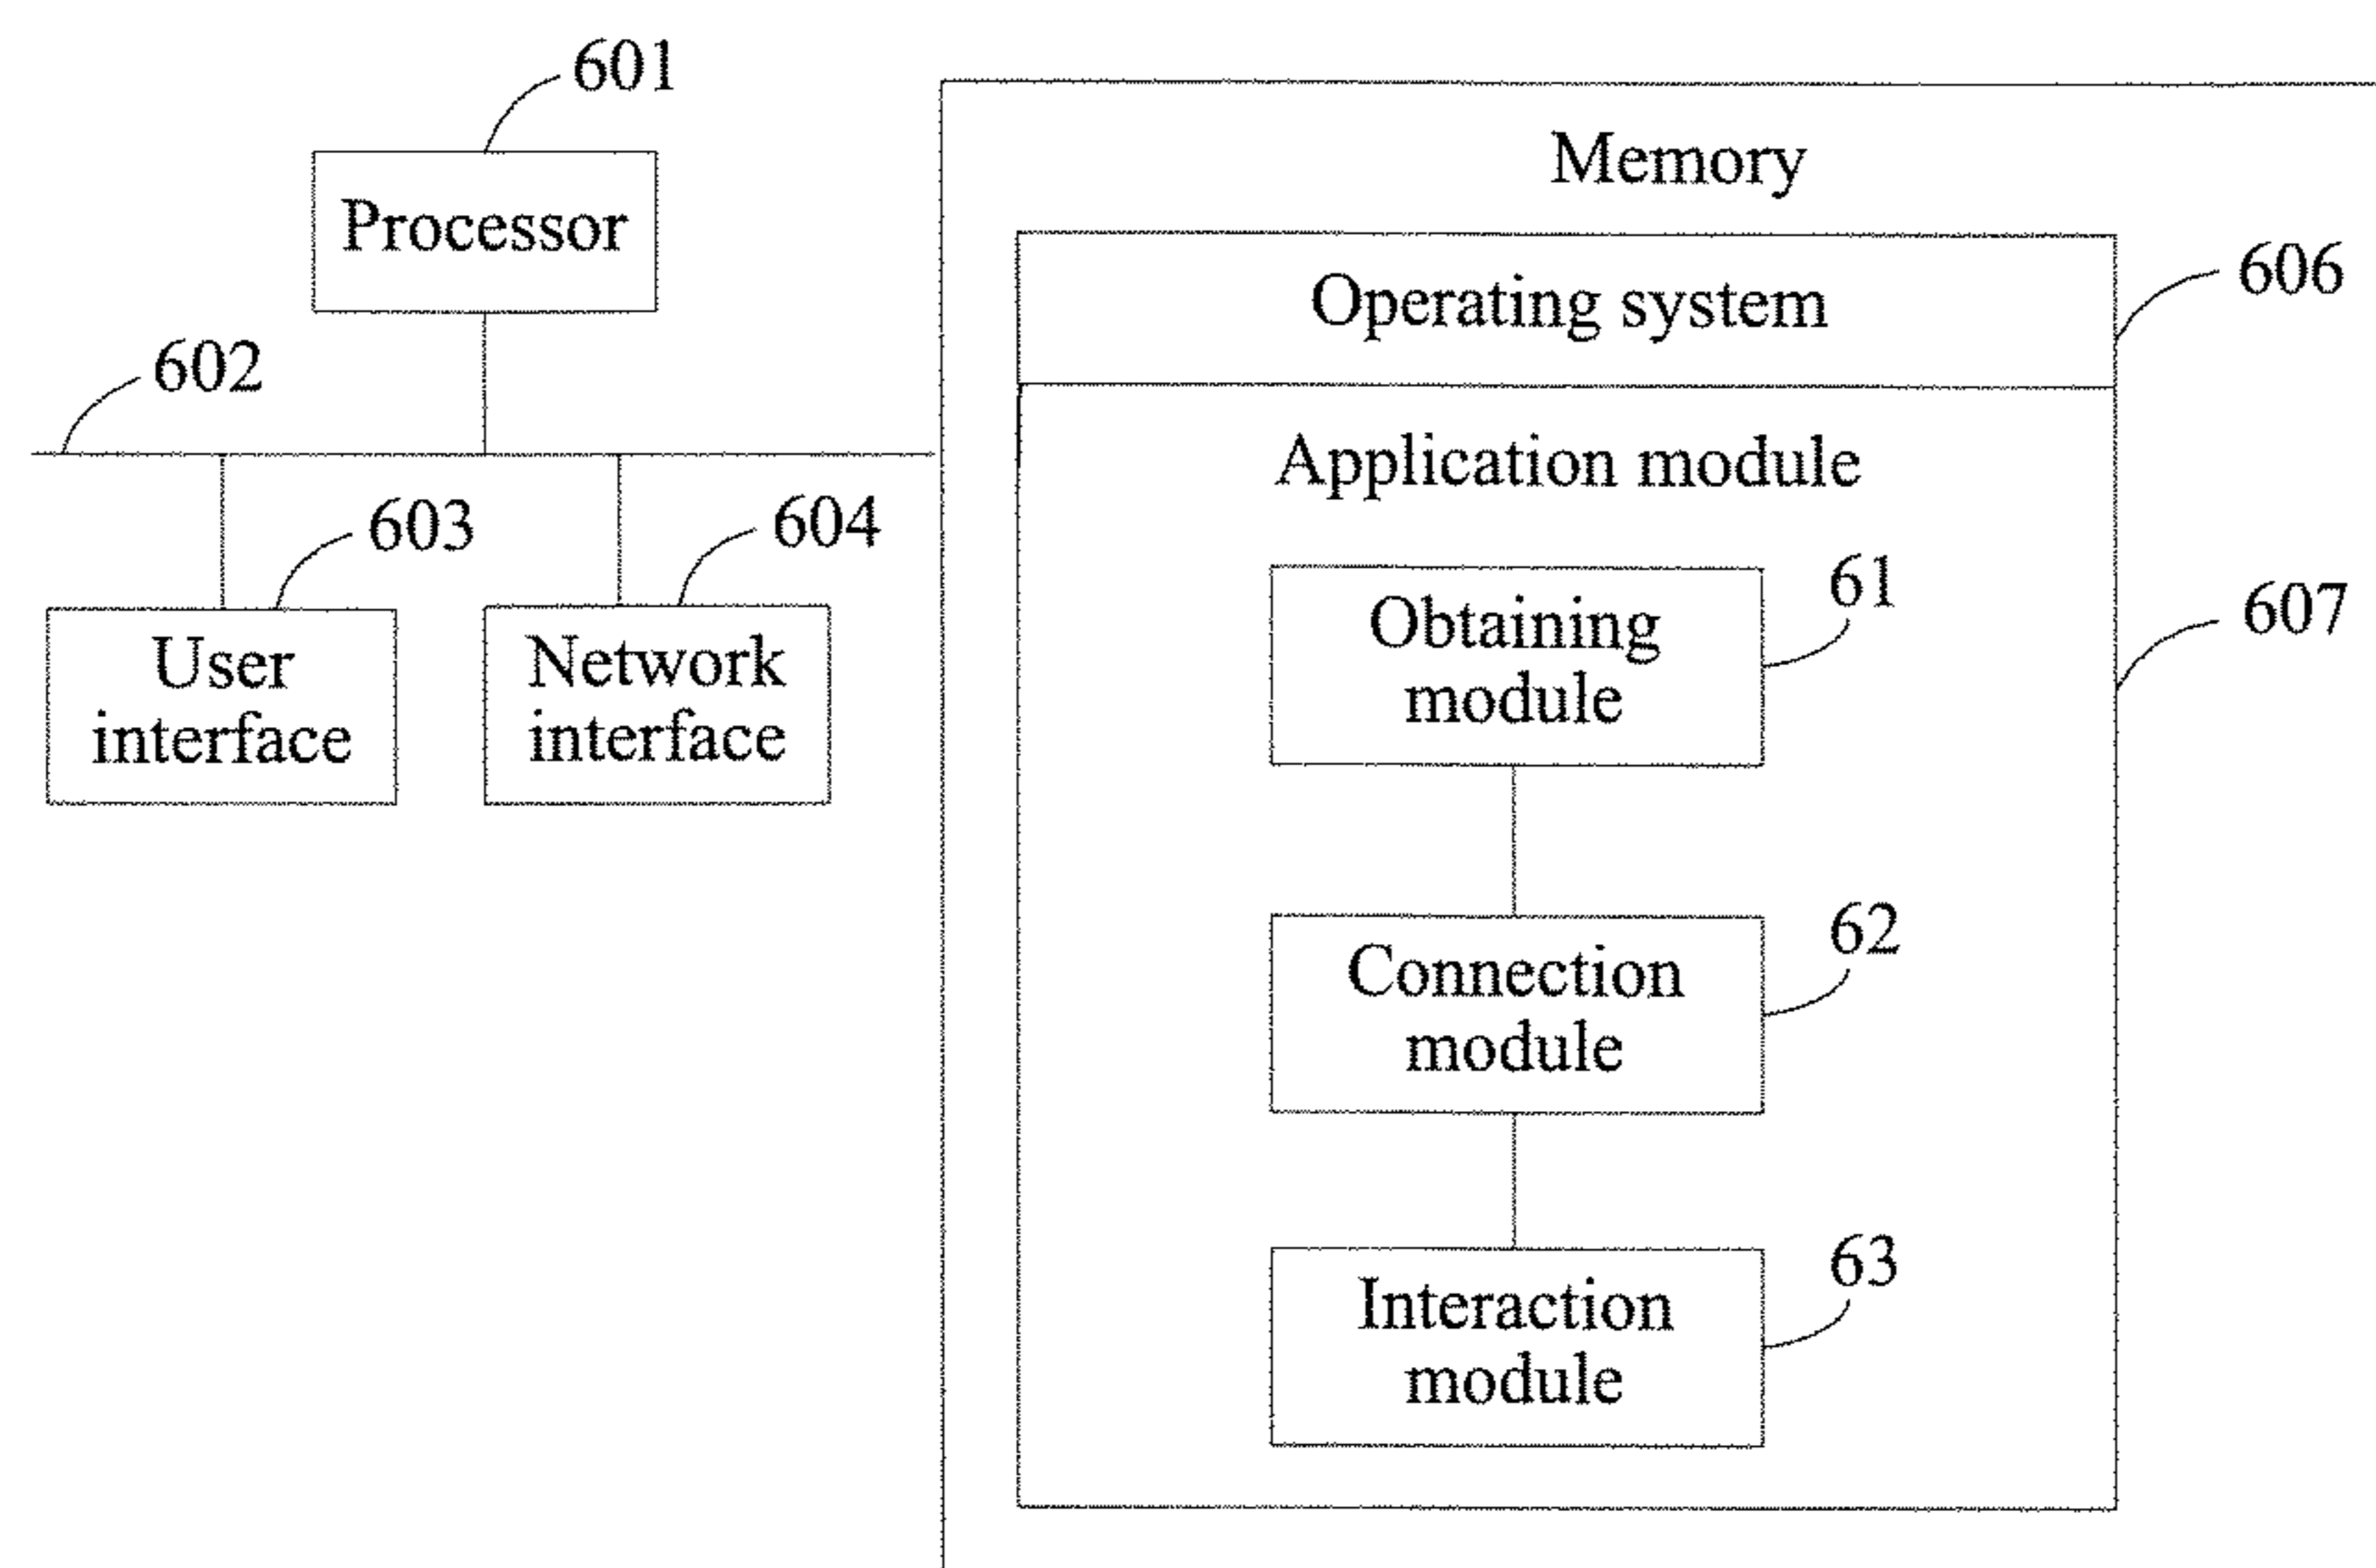 601
Processor
602
603
604
User
interface
Network
interface
Memory
Operating system
606
Application module
607
Obtaining
module
61
Connection
module
62
Interaction
module
63